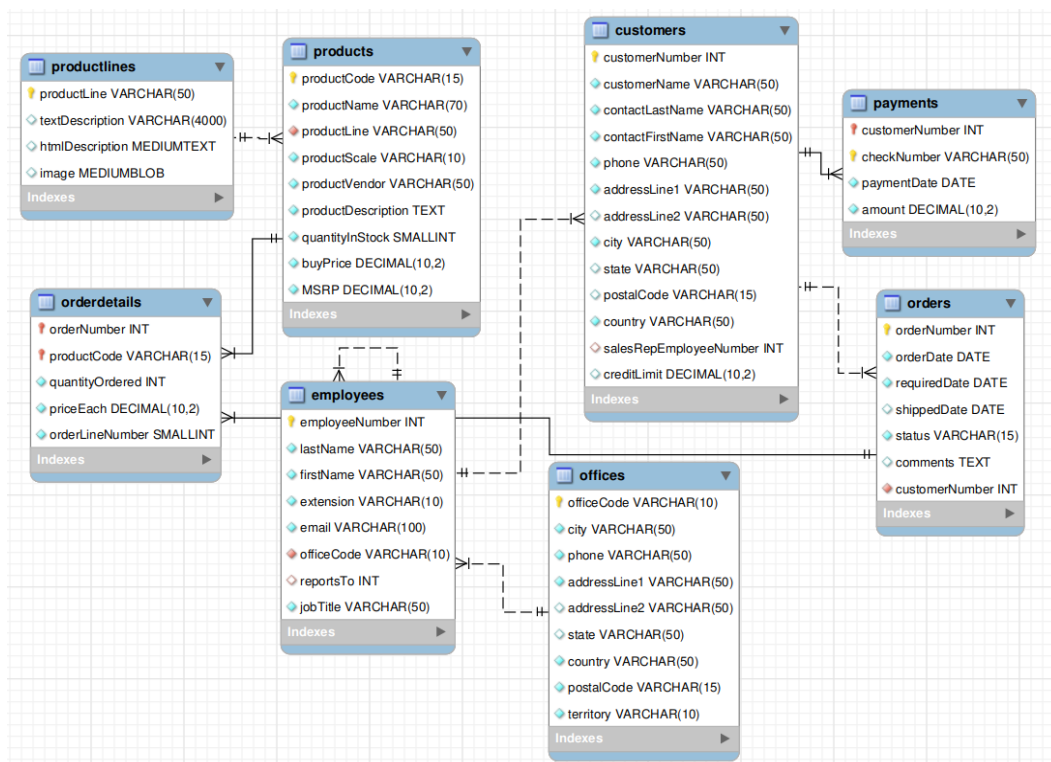 productlines
productLine VARCHAR(50)
textDescription VARCHAR(4000)
htmlDescription MEDIUMTEXT
image MEDIUMBLOB
Indexes
products
productCode VARCHAR(15)
productName VARCHAR(70)
productLine VARCHAR(50)
productScale VARCHAR(10)
productVendor VARCHAR(50)
productDescription TEXT
quantityInStock SMALLINT
buyPrice DECIMAL(10,2)
MSRP DECIMAL(10,2)
Indexes
customers
customerNumber INT
customerName VARCHAR(50)
contactLastName VARCHAR(50)
contactFirstName VARCHAR(50)
phone VARCHAR(50)
addressLine1 VARCHAR(50)
addressLine2 VARCHAR(50)
city VARCHAR(50)
state VARCHAR(50)
postalCode VARCHAR(15)
country VARCHAR(50)
salesRepEmployeeNumber INT
creditLimit DECIMAL(10,2)
Indexes
payments
customerNumber INT
checkNumber VARCHAR(50)
paymentDate DATE
amount DECIMAL(10,2)
Indexes
orderdetails
orderNumber INT
productCode VARCHAR(15)
quantityOrdered INT
priceEach DECIMAL(10,2)
orderLineNumber SMALLINT
Indexes
employees
employeeNumber INT
lastName VARCHAR(50)
firstName VARCHAR(50)
extension VARCHAR(10)
email VARCHAR(100)
officeCode VARCHAR(10)
reportsTo INT
jobTitle VARCHAR(50)
Indexes
offices
officeCode VARCHAR(10)
city VARCHAR(50)
phone VARCHAR(50)
addressLine1 VARCHAR(50)
addressLine2 VARCHAR(50)
state VARCHAR(50)
country VARCHAR(50)
postalCode VARCHAR(15)
territory VARCHAR(10)
Indexes
orders
orderNumber INT
orderDate DATE
requiredDate DATE
shippedDate DATE
status VARCHAR(15)
comments TEXT
customerNumber INT
Indexes